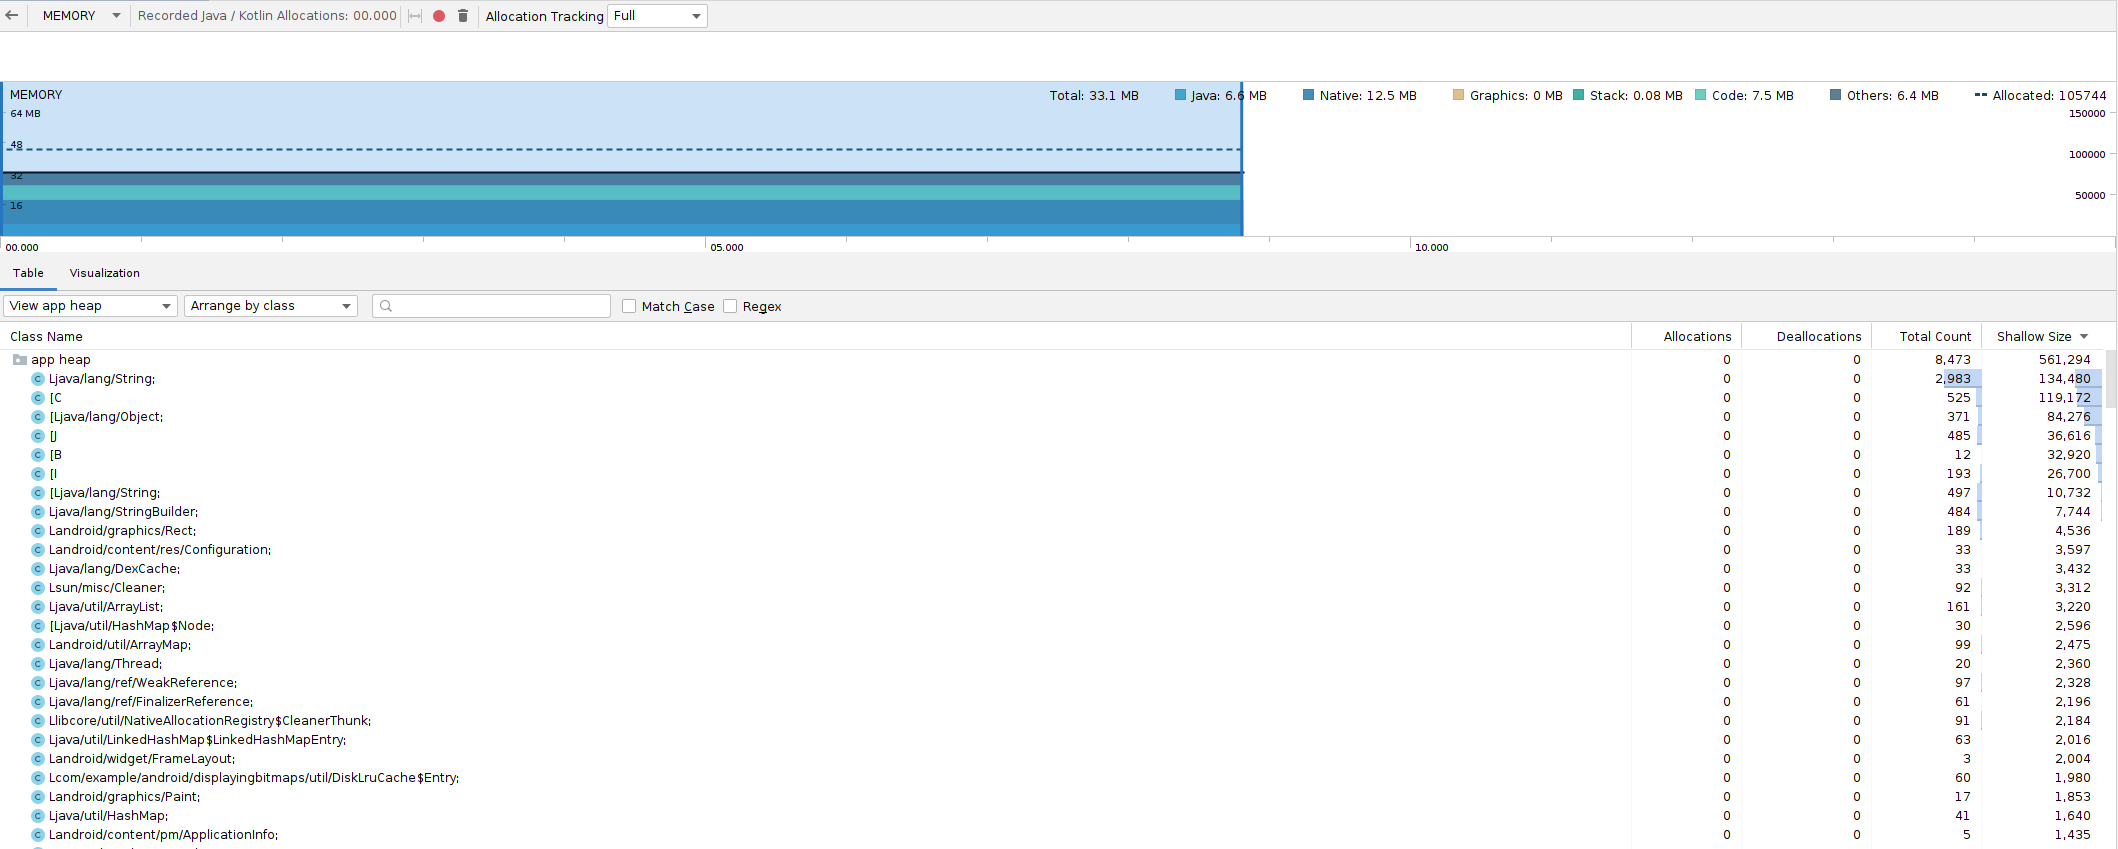 MEMORY Recorded Java / Kotlin Allocations: 00.000 Allocation Tracking Full
MEMORY Total: 33.1 MB Java: 6.6 MB Native: 12.5 MB Graphics: 0 MB Stack: 0.08 MB Code: 7.5 MB Others: 6.4 MB Allocated: 105744
64 MB 150000
48
32 100000
16 50000
00.000 05.000 10.000
Table Visualization
View app heap Arrange by class Match Case Regex
Class Name Allocations Deallocations Total Count Shallow Size
app heap 0 0 8,473 561,294
Ljava/lang/String; 0 0 2,983 134,480
[C 0 0 525 119,172
[Ljava/lang/Object; 0 0 371 84,276
[J 0 0 485 36,616
[B 0 0 12 32,920
[I 0 0 193 26,700
[Ljava/lang/String; 0 0 497 10,732
Ljava/lang/StringBuilder; 0 0 484 7,744
Landroid/graphics/Rect; 0 0 189 4,536
Landroid/content/res/Configuration; 0 0 33 3,597
Ljava/lang/DexCache; 0 0 33 3,432
Lsun/misc/Cleaner; 0 0 92 3,312
Ljava/util/ArrayList; 0 0 161 3,220
[Ljava/util/HashMap$Node; 0 0 30 2,596
Landroid/util/ArrayMap; 0 0 99 2,475
Ljava/lang/Thread; 0 0 20 2,360
Ljava/lang/ref/WeakReference; 0 0 97 2,328
Ljava/lang/ref/FinalizerReference; 0 0 61 2,196
Llibcore/util/NativeAllocationRegistry$CleanerThunk; 0 0 91 2,184
Ljava/util/LinkedHashMap$LinkedHashMapEntry; 0 0 63 2,016
Landroid/widget/FrameLayout; 0 0 3 2,004
Lcom/example/android/displayingbitmaps/util/DiskLruCache$Entry; 0 0 60 1,980
Landroid/graphics/Paint; 0 0 17 1,853
Ljava/util/HashMap; 0 0 41 1,640
Landroid/content/pm/ApplicationInfo; 0 0 5 1,435